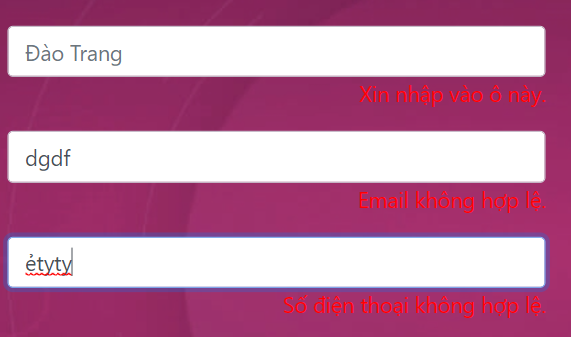 Đào Trang
Xin nhập vào ô này.
dgdf
Email không hợp lệ.
ẻtyty
Số điện thoại không hợp lệ.